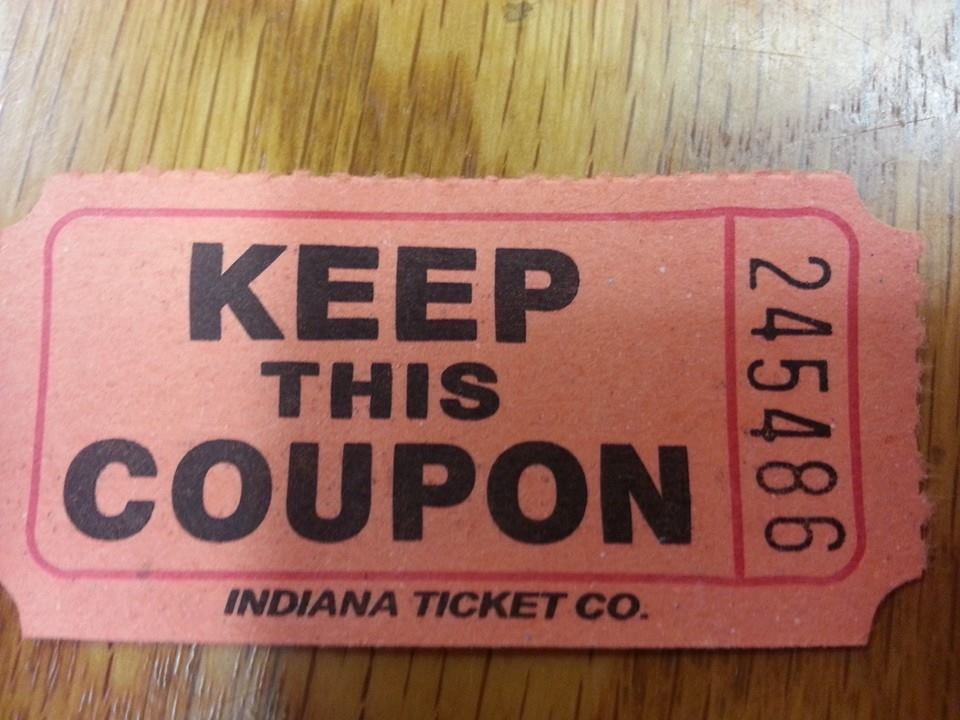 KEEP
THIS
COUPON
245486
INDIANA TICKET CO.